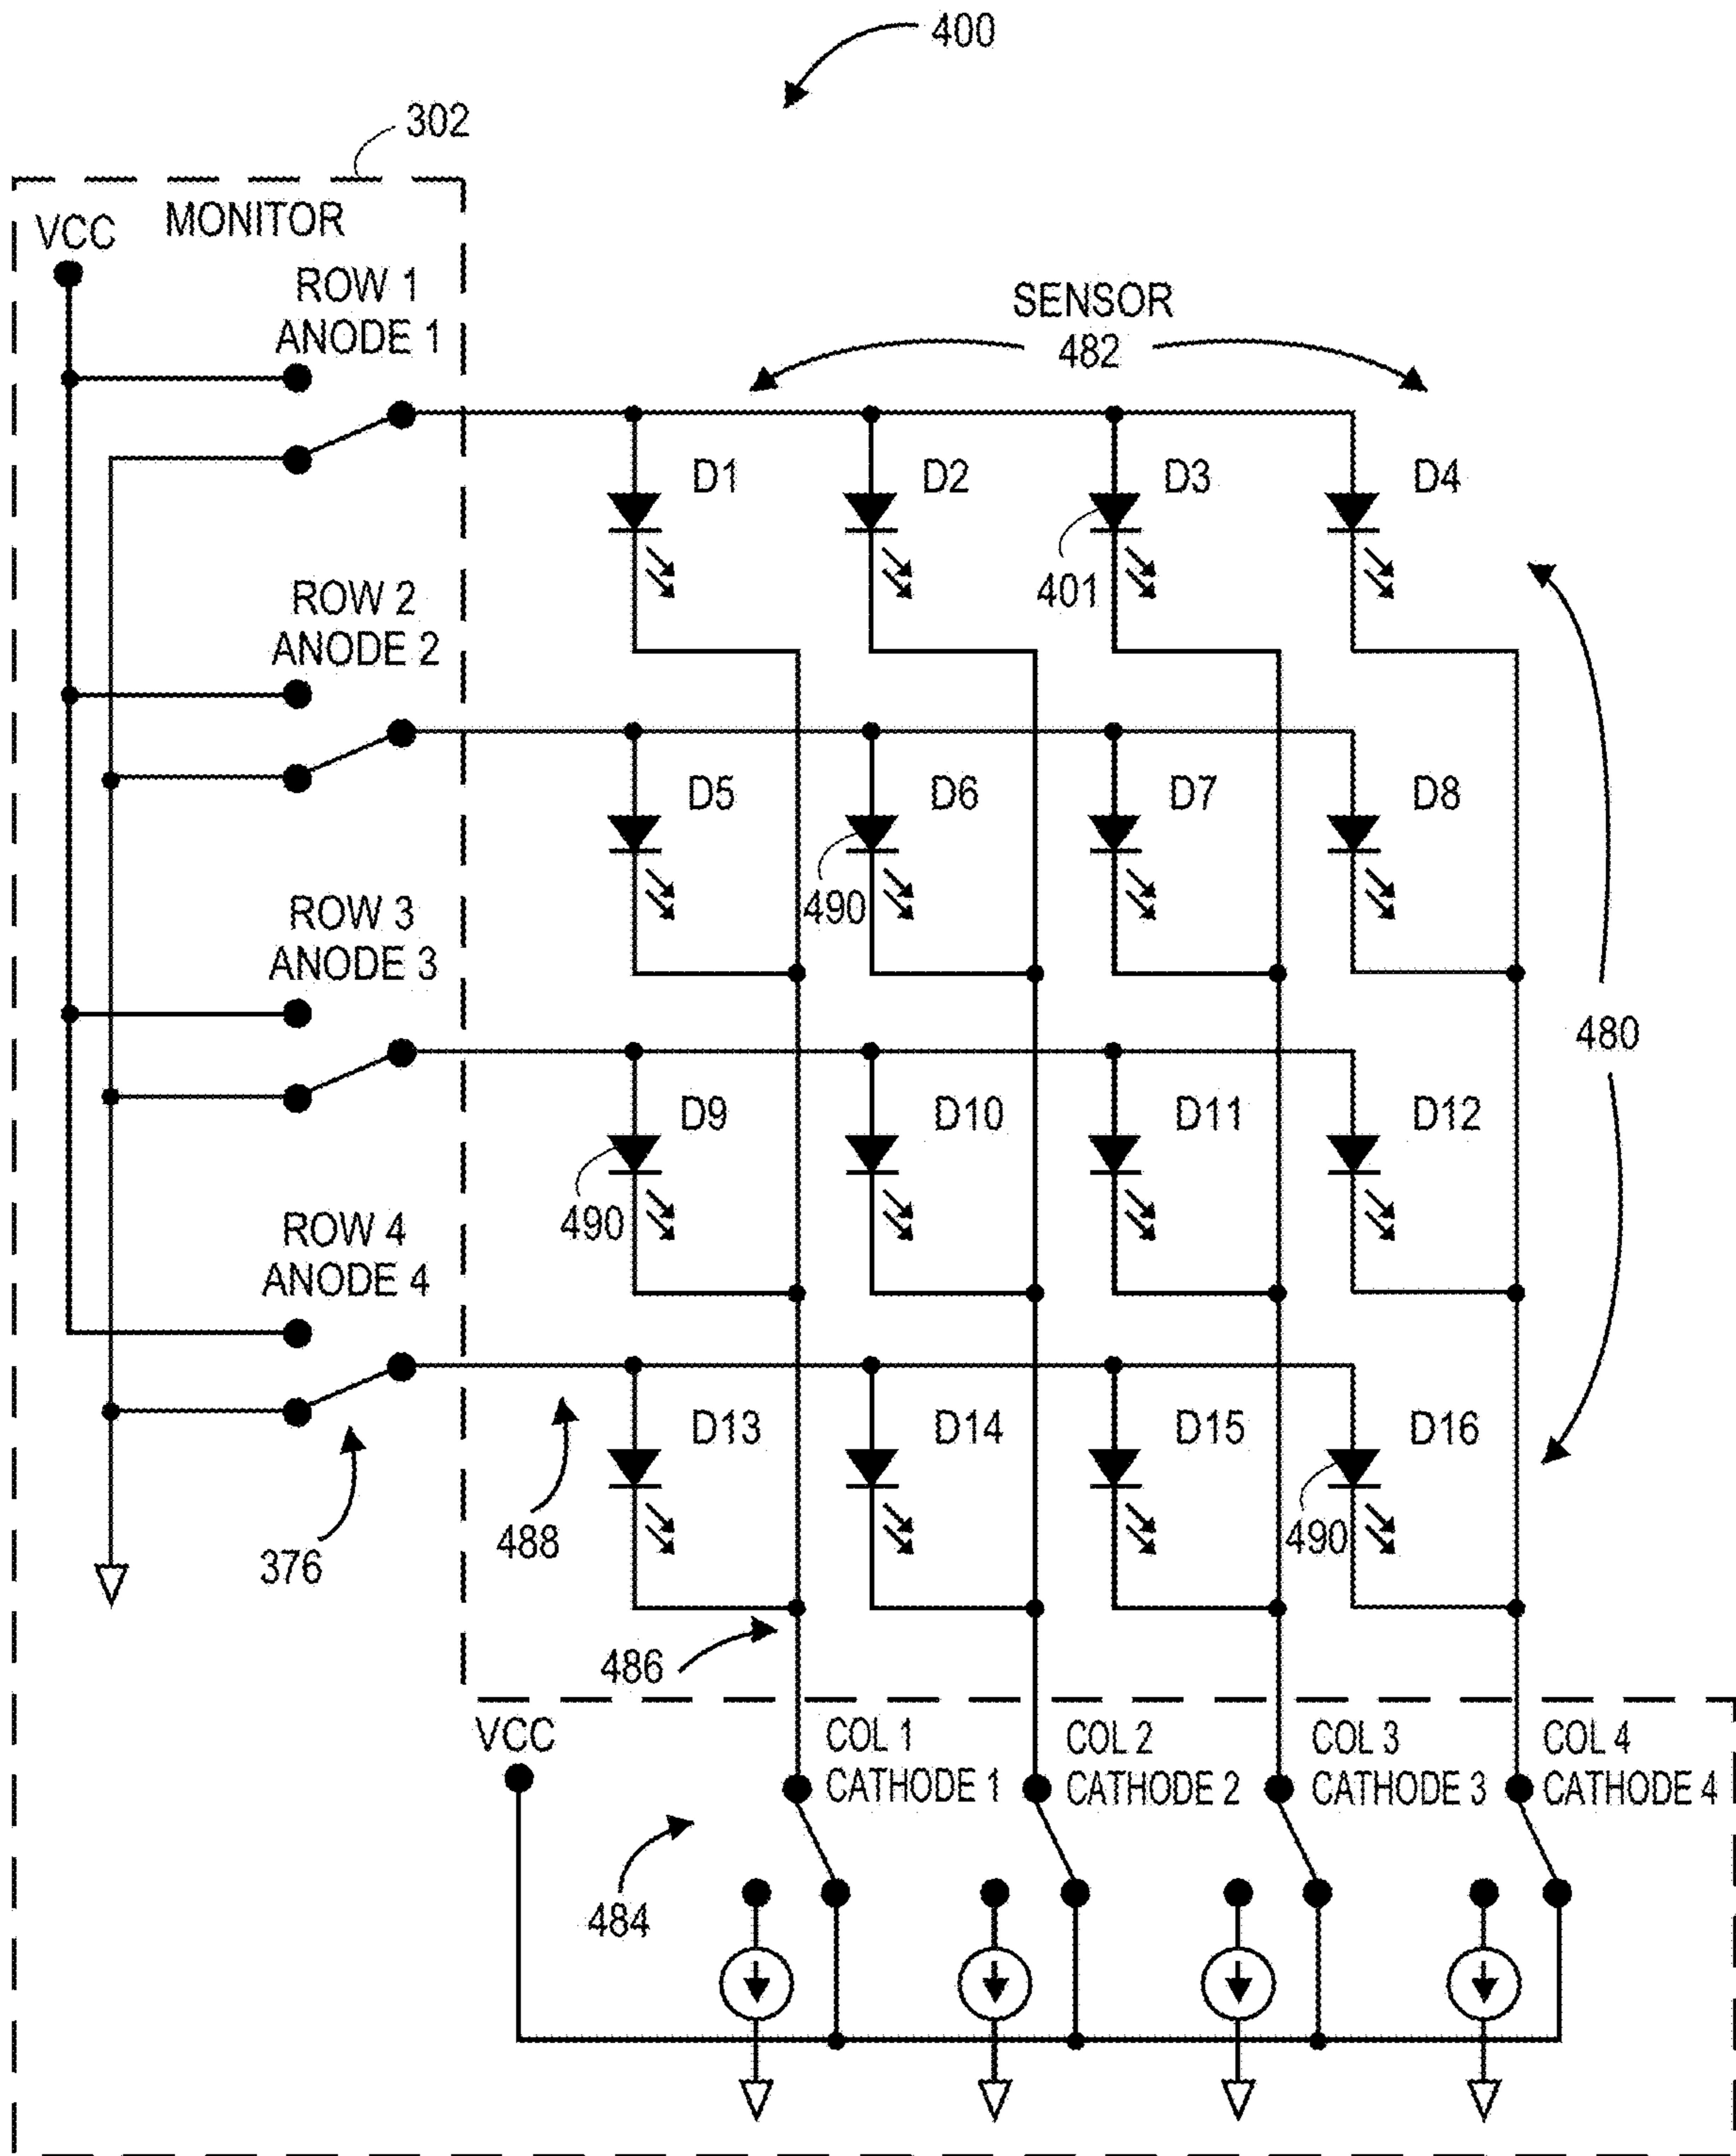 400
302
VCC
MONITOR
ROW 1
ANODE 1
SENSOR
482
D1
D2
D3
D4
401
ROW 2
ANODE 2
D5
D6
D7
D8
490
ROW 3
ANODE 3
480
D9
D10
D11
D12
490
ROW 4
ANODE 4
D13
D14
D15
D16
376
488
490
486
VCC
COL 1
CATHODE 1
COL 2
CATHODE 2
COL 3
CATHODE 3
COL 4
CATHODE 4
484